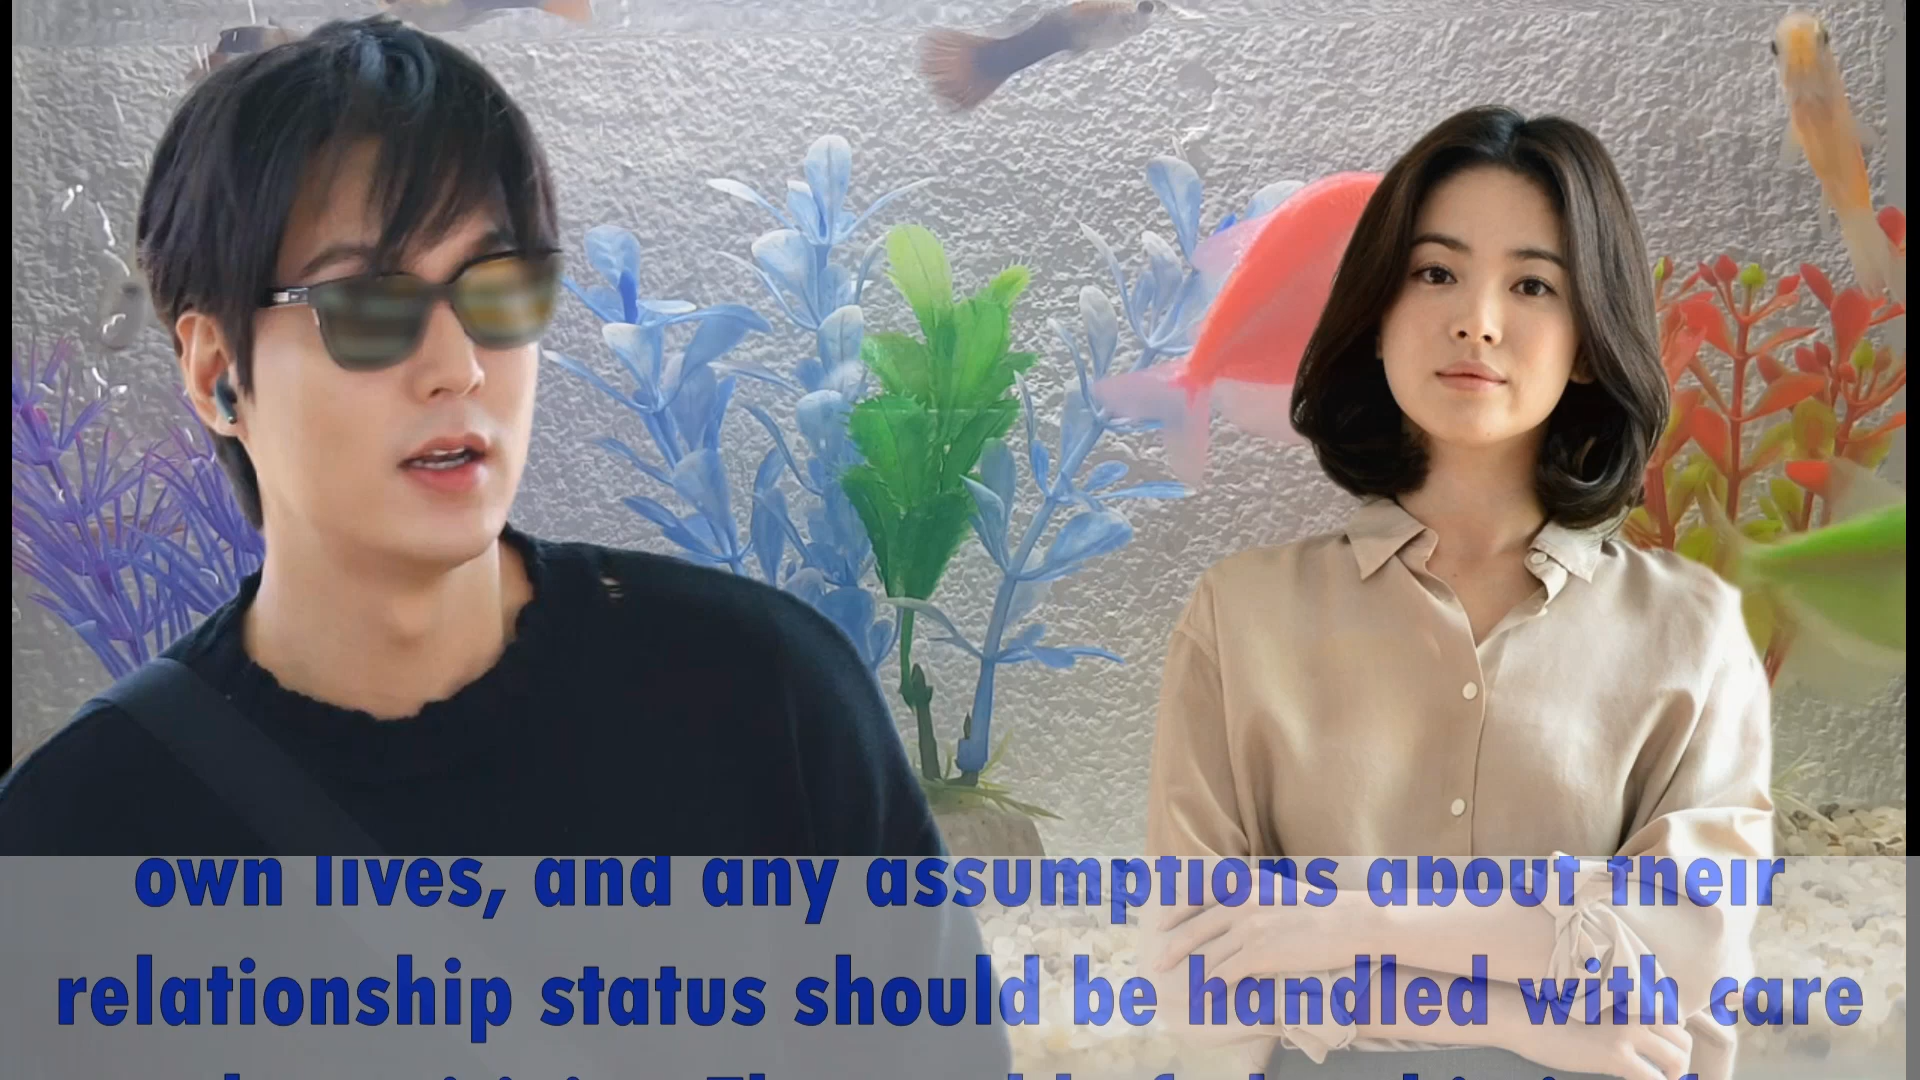 own lives, and any assumptions about their
relationship status should be handled with care